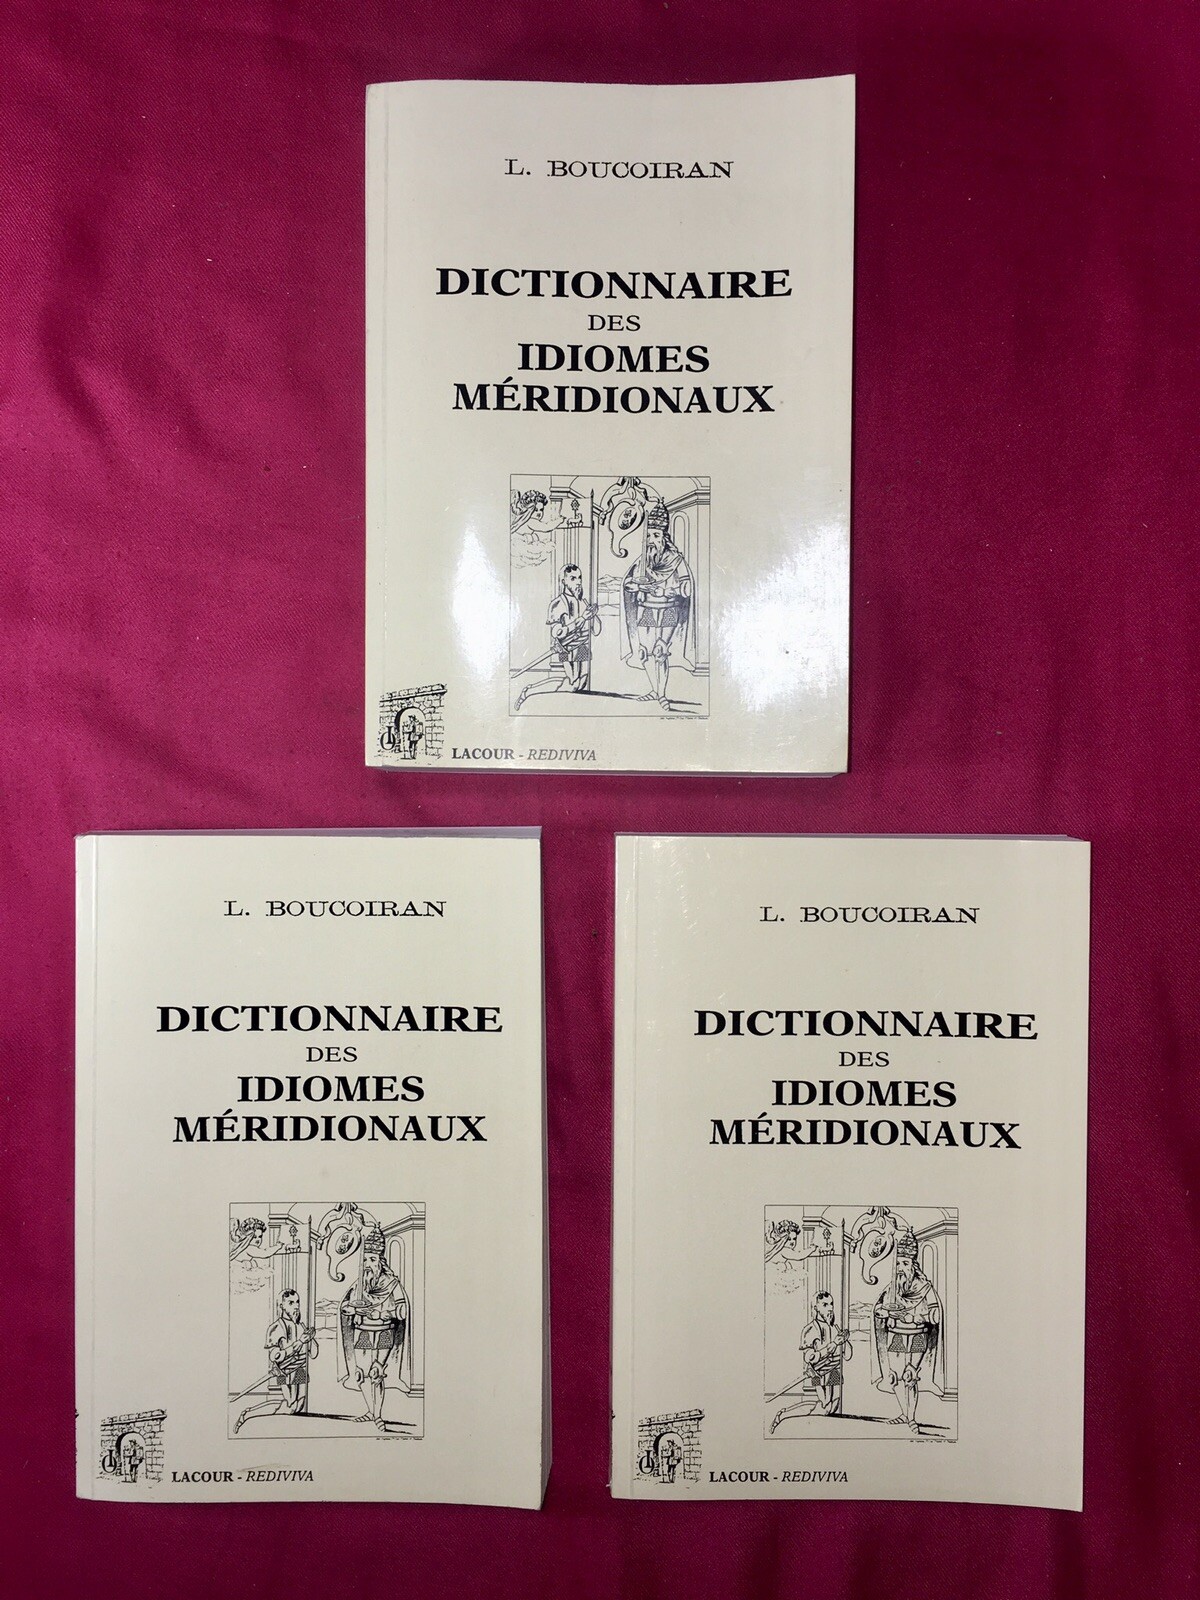 L. BOUCOIRAN
DICTIONNAIRE
DES
IDIOMES
MÉRIDIONAUX
LACOUR - REDIVIVA
L. BOUCOIRAN
DICTIONNAIRE
DES
IDIOMES
MÉRIDIONAUX
LACOUR - REDIVIVA
L. BOUCOIRAN
DICTIONNAIRE
DES
IDIOMES
MÉRIDIONAUX
LACOUR - REDIVIVA